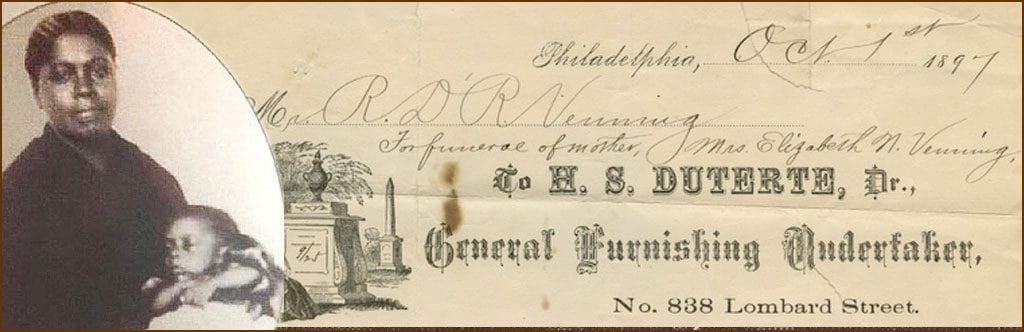 Philadelphia, Oct. 1st 1897
Mr. R. D'R Venning
For funeral of mother, Mrs. Elizabeth N. Venning,
To H. S. DUTERTE, Dr.,
General Furnishing Undertaker,
No. 838 Lombard Street.